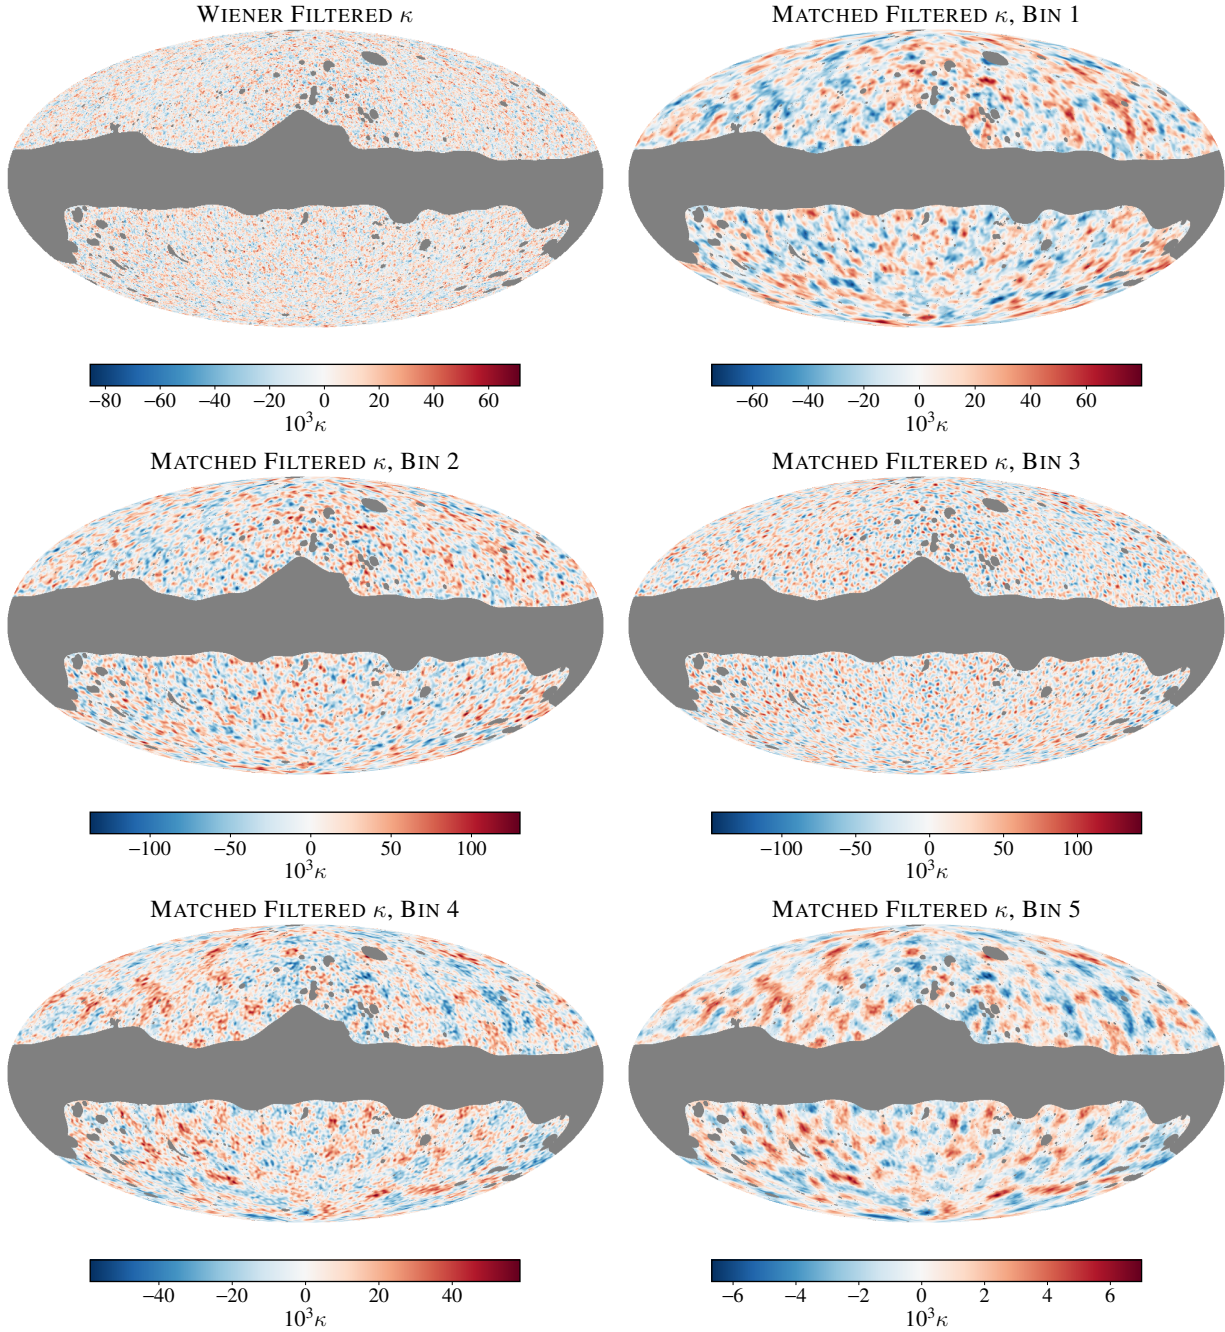 WIENER FILTERED κ
MATCHED FILTERED κ, BIN 1
−80 −60 −40 −20 0 20 40 60
10³κ
−60 −40 −20 0 20 40 60
10³κ
MATCHED FILTERED κ, BIN 2
MATCHED FILTERED κ, BIN 3
−100 −50 0 50 100
10³κ
−100 −50 0 50 100
10³κ
MATCHED FILTERED κ, BIN 4
MATCHED FILTERED κ, BIN 5
−40 −20 0 20 40
10³κ
−6 −4 −2 0 2 4 6
10³κ